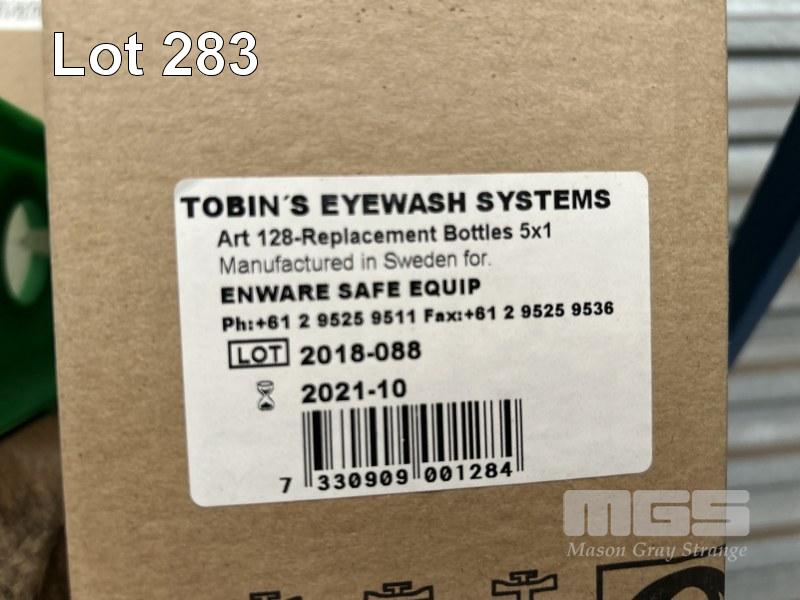 Lot 283
TOBIN´S EYEWASH SYSTEMS
Art 128-Replacement Bottles 5x1
Manufactured in Sweden for.
ENWARE SAFE EQUIP
Ph:+61 2 9525 9511 Fax:+61 2 9525 9536
LOT 2018-088
2021-10
7 330909 001284
MGS
Mason Gray Strange